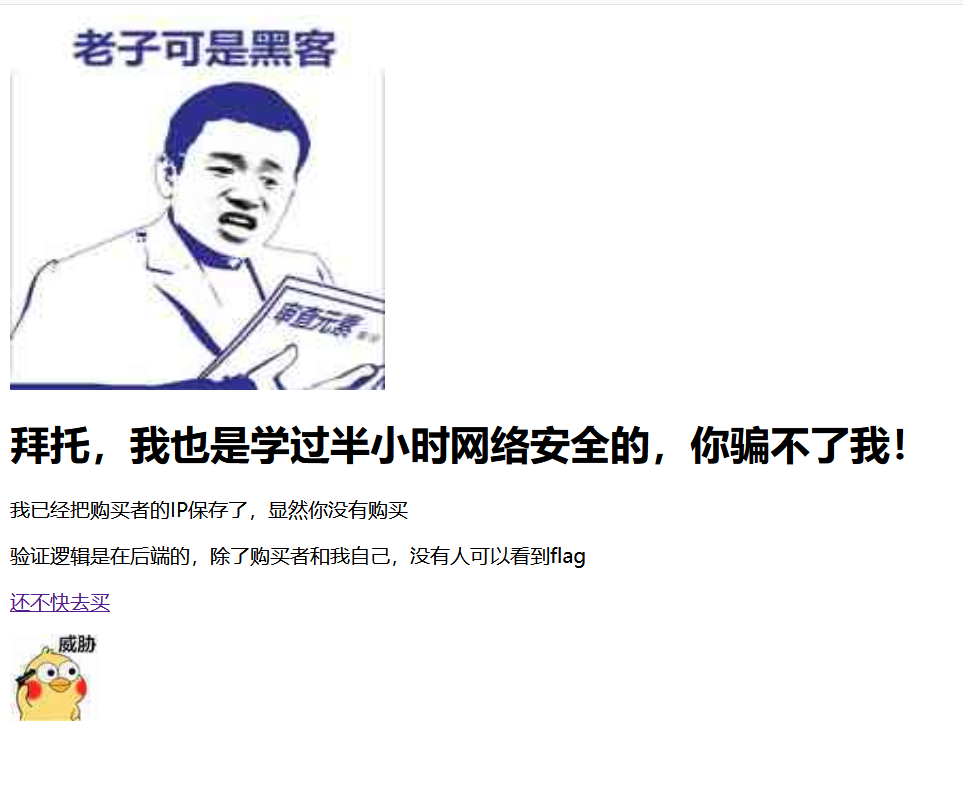 老子可是黑客
审查元素
拜托，我也是学过半小时网络安全的，你骗不了我！
我已经把购买者的IP保存了，显然你没有购买
验证逻辑是在后端的，除了购买者和我自己，没有人可以看到flag
还不快去买
威胁